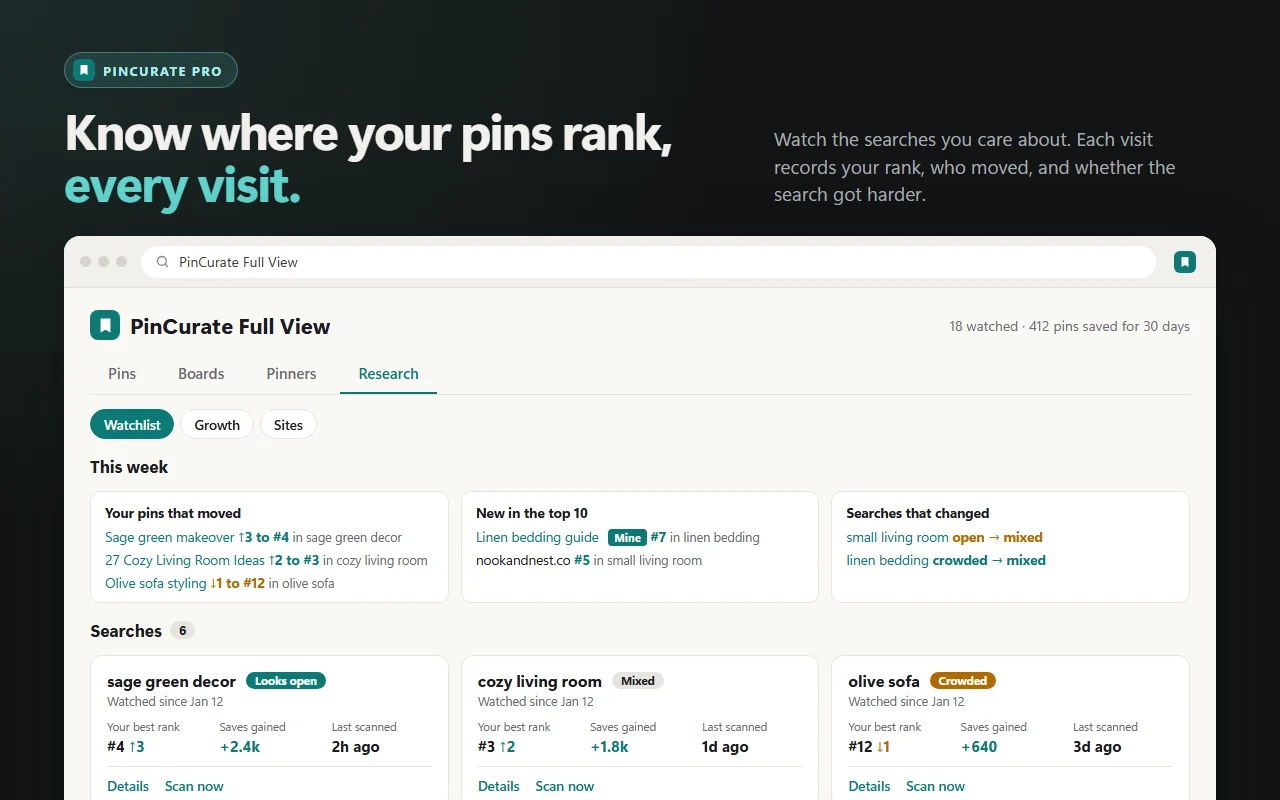 PINCURATE PRO
Know where your pins rank,
every visit.
Watch the searches you care about. Each visit
records your rank, who moved, and whether the
search got harder.
PinCurate Full View
PinCurate Full View
18 watched · 412 pins saved for 30 days
Pins Boards Pinners Research
Watchlist Growth Sites
This week
Your pins that moved
Sage green makeover ↑3 to #4 in sage green decor
27 Cozy Living Room Ideas ↑2 to #3 in cozy living room
Olive sofa styling ↓1 to #12 in olive sofa
New in the top 10
Linen bedding guide Mine #7 in linen bedding
nookandnest.co #5 in small living room
Searches that changed
small living room open → mixed
linen bedding crowded → mixed
Searches 6
sage green decor Looks open
Watched since Jan 12
Your best rank Saves gained Last scanned
#4 ↑3 +2.4k 2h ago
Details Scan now
cozy living room Mixed
Watched since Jan 12
Your best rank Saves gained Last scanned
#3 ↑2 +1.8k 1d ago
Details Scan now
olive sofa Crowded
Watched since Jan 12
Your best rank Saves gained Last scanned
#12 ↓1 +640 3d ago
Details Scan now